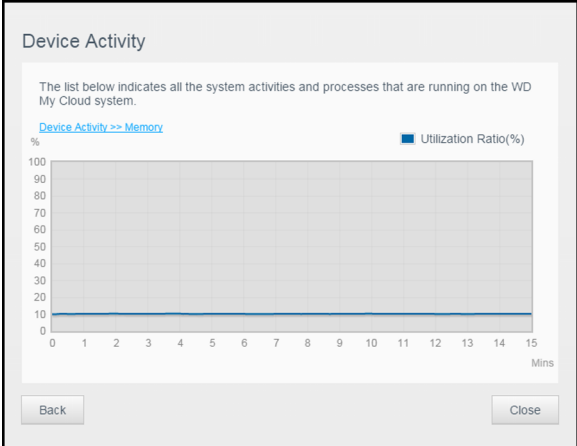 Device Activity
The list below indicates all the system activities and processes that are running on the WD
My Cloud system.
Device Activity >> Memory
%
Utilization Ratio(%)
100
90
80
70
60
50
40
30
20
10
0
0 1 2 3 4 5 6 7 8 9 10 11 12 13 14 15
Mins
Back Close